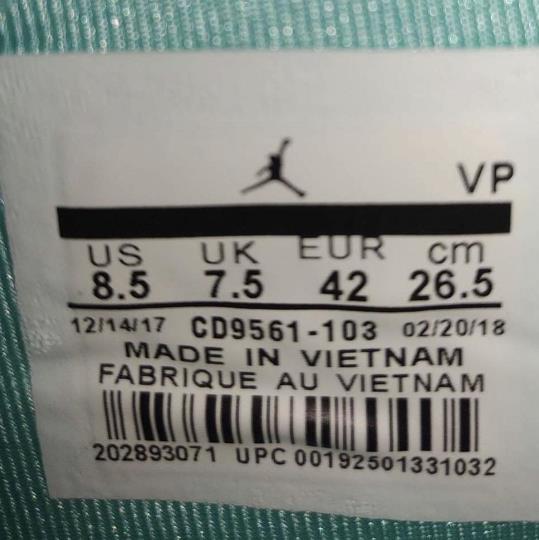 VP
US UK EUR cm
8.5 7.5 42 26.5
12/14/17 CD9561-103 02/20/18
MADE IN VIETNAM
FABRIQUE AU VIETNAM
202893071 UPC 00192501331032